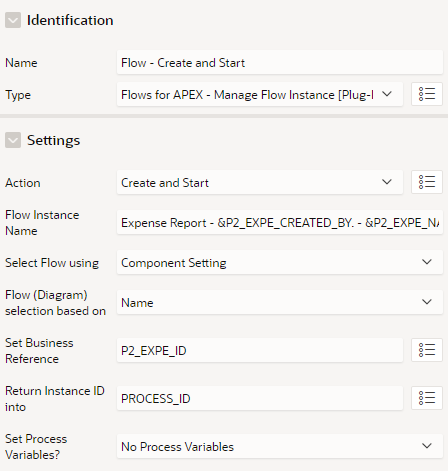 Identification
Name
Flow - Create and Start
Type
Flows for APEX - Manage Flow Instance [Plug-
Settings
Action
Create and Start
Flow Instance
Name
Expense Report - &P2_EXPE_CREATED_BY. - &P2_EXPE_NA
Select Flow using
Component Setting
Flow (Diagram)
selection based on
Name
Set Business
Reference
P2_EXPE_ID
Return Instance ID
into
PROCESS_ID
Set Process
Variables?
No Process Variables